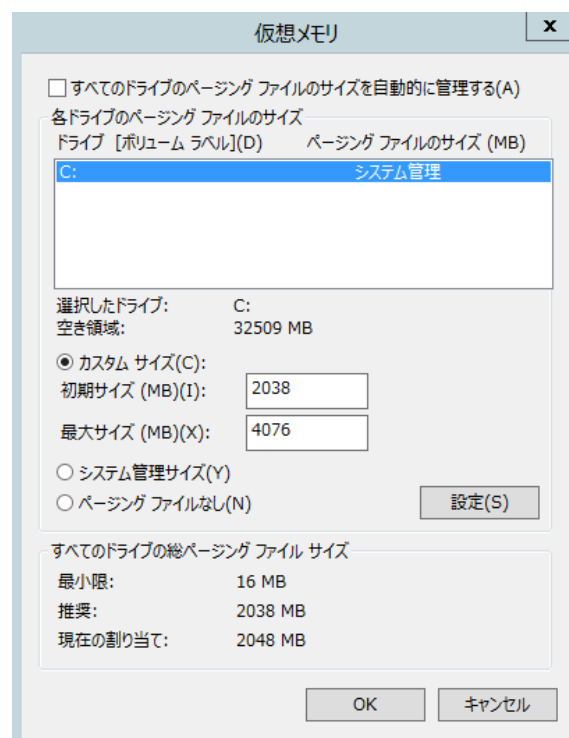 仮想メモリ
x
すべてのドライブのページング ファイルのサイズを自動的に管理する(A)
各ドライブのページング ファイルのサイズ
ドライブ [ボリューム ラベル](D) ページング ファイルのサイズ (MB)
C: システム管理
選択したドライブ: C:
空き領域: 32509 MB
カスタム サイズ(C):
初期サイズ (MB)(I): 2038
最大サイズ (MB)(X): 4076
システム管理サイズ(Y)
ページング ファイルなし(N) 設定(S)
すべてのドライブの総ページング ファイル サイズ
最小限: 16 MB
推奨: 2038 MB
現在の割り当て: 2048 MB
OK キャンセル